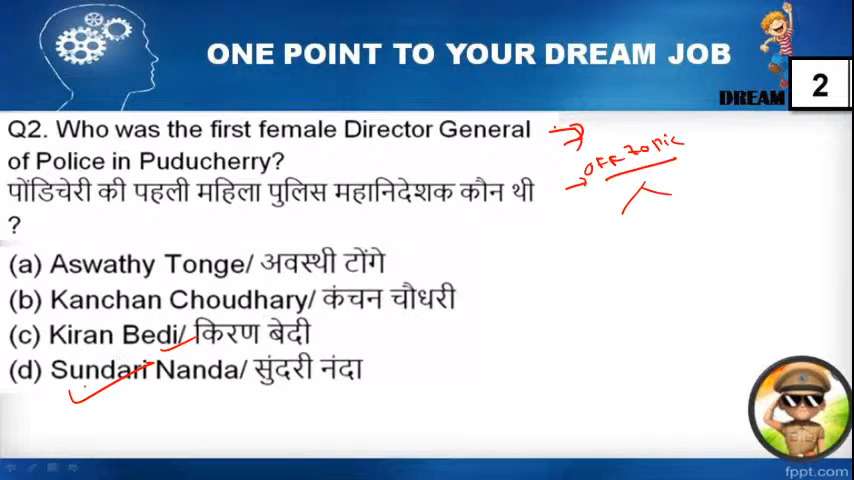 ONE POINT TO YOUR DREAM JOB
DREAM
2
Q2. Who was the first female Director General
of Police in Puducherry?
पोंडिचेरी की पहली महिला पुलिस महानिदेशक कौन थी
?
OFF TOPIC
(a) Aswathy Tonge/ अवस्थी टोंगे
(b) Kanchan Choudhary/ कंचन चौधरी
(c) Kiran Bedi/ किरण बेदी
(d) Sundari Nanda/ सुंदरी नंदा
fppt.com